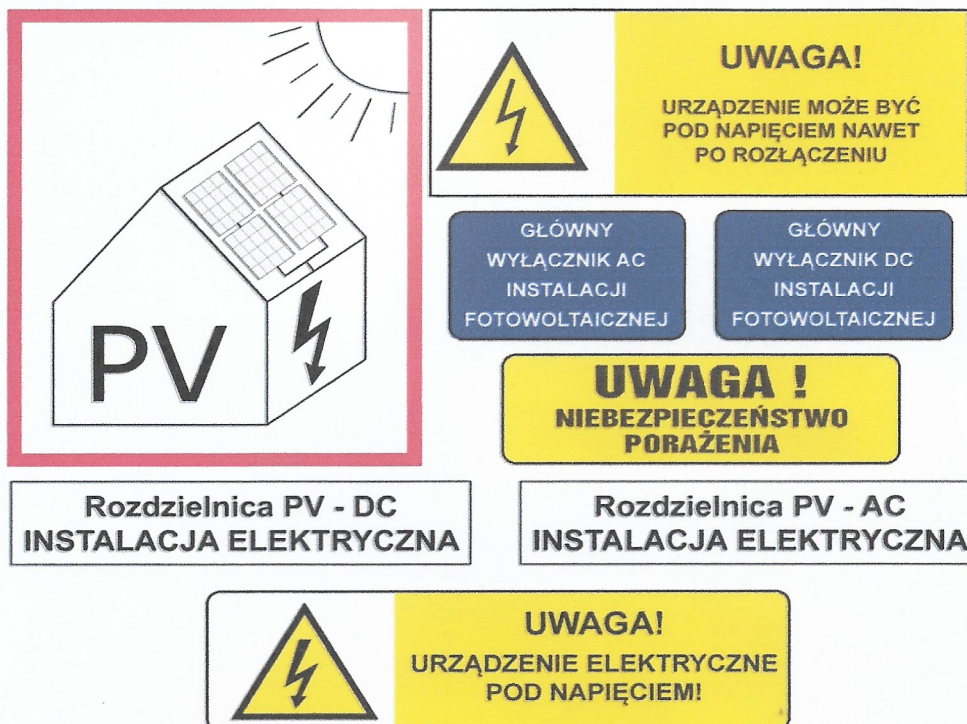 PV
UWAGA!
URZĄDZENIE MOŻE BYĆ
POD NAPIĘCIEM NAWET
PO ROZŁĄCZENIU
GŁÓWNY
WYŁĄCZNIK AC
INSTALACJI
FOTOWOLTAICZNEJ
GŁÓWNY
WYŁĄCZNIK DC
INSTALACJI
FOTOWOLTAICZNEJ
UWAGA !
NIEBEZPIECZEŃSTWO
PORAŻENIA
Rozdzielnica PV - DC
INSTALACJA ELEKTRYCZNA
Rozdzielnica PV - AC
INSTALACJA ELEKTRYCZNA
UWAGA!
URZĄDZENIE ELEKTRYCZNE
POD NAPIĘCIEM!